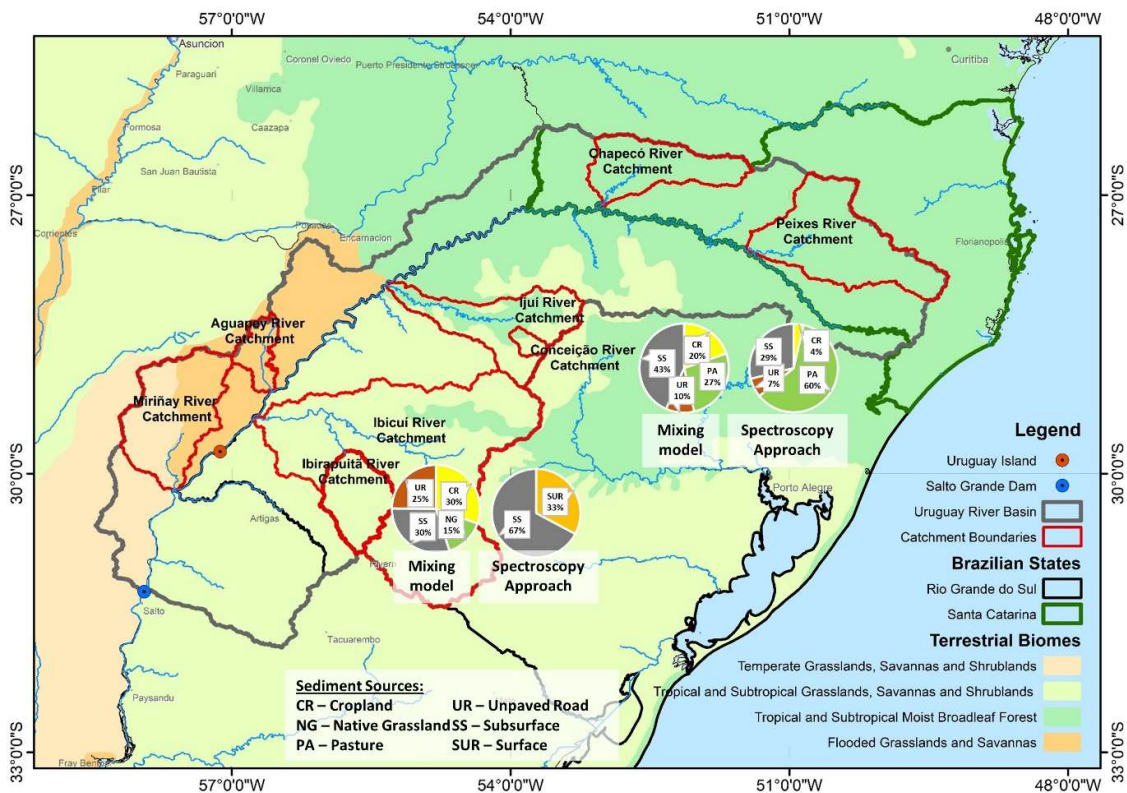 57°0'0"W 54°0'0"W 51°0'0"W 48°0'0"W
Asuncion
Coronel Oviedo
Puerto Presidente Stroessner
Curitiba
Paraguari
Villarrica
Formosa
Caazapa
San Juan Bautista
Pilar
Corrientes
Encarnacion
Florianopolis
27°0'0"S
27°0'0"S
Chapecó River
Catchment
Peixes River
Catchment
Ijuí River
Catchment
Aguapey River
Catchment
Conceição River
Catchment
Miriñay River
Catchment
Ibicuí River
Catchment
Ibirapuitã River
Catchment
CR
20%
PA
27%
UR
10%
SS
43%
Mixing
model
CR
4%
PA
60%
UR
7%
SS
29%
Spectroscopy
Approach
UR
25%
CR
30%
NG
15%
SS
30%
Mixing
model
SUR
33%
SS
67%
Spectroscopy
Approach
30°0'0"S
30°0'0"S
Artigas
Porto Alegre
Salto
Tacuarembo
Paysandu
33°0'0"S
33°0'0"S
Sediment Sources:
CR – Cropland
NG – Native Grassland
PA – Pasture
UR – Unpaved Road
SS – Subsurface
SUR – Surface
Legend
Uruguay Island
Salto Grande Dam
Uruguay River Basin
Catchment Boundaries
Brazilian States
Rio Grande do Sul
Santa Catarina
Terrestrial Biomes
Temperate Grasslands, Savannas and Shrublands
Tropical and Subtropical Grasslands, Savannas and Shrublands
Tropical and Subtropical Moist Broadleaf Forest
Flooded Grasslands and Savannas
57°0'0"W 54°0'0"W 51°0'0"W 48°0'0"W